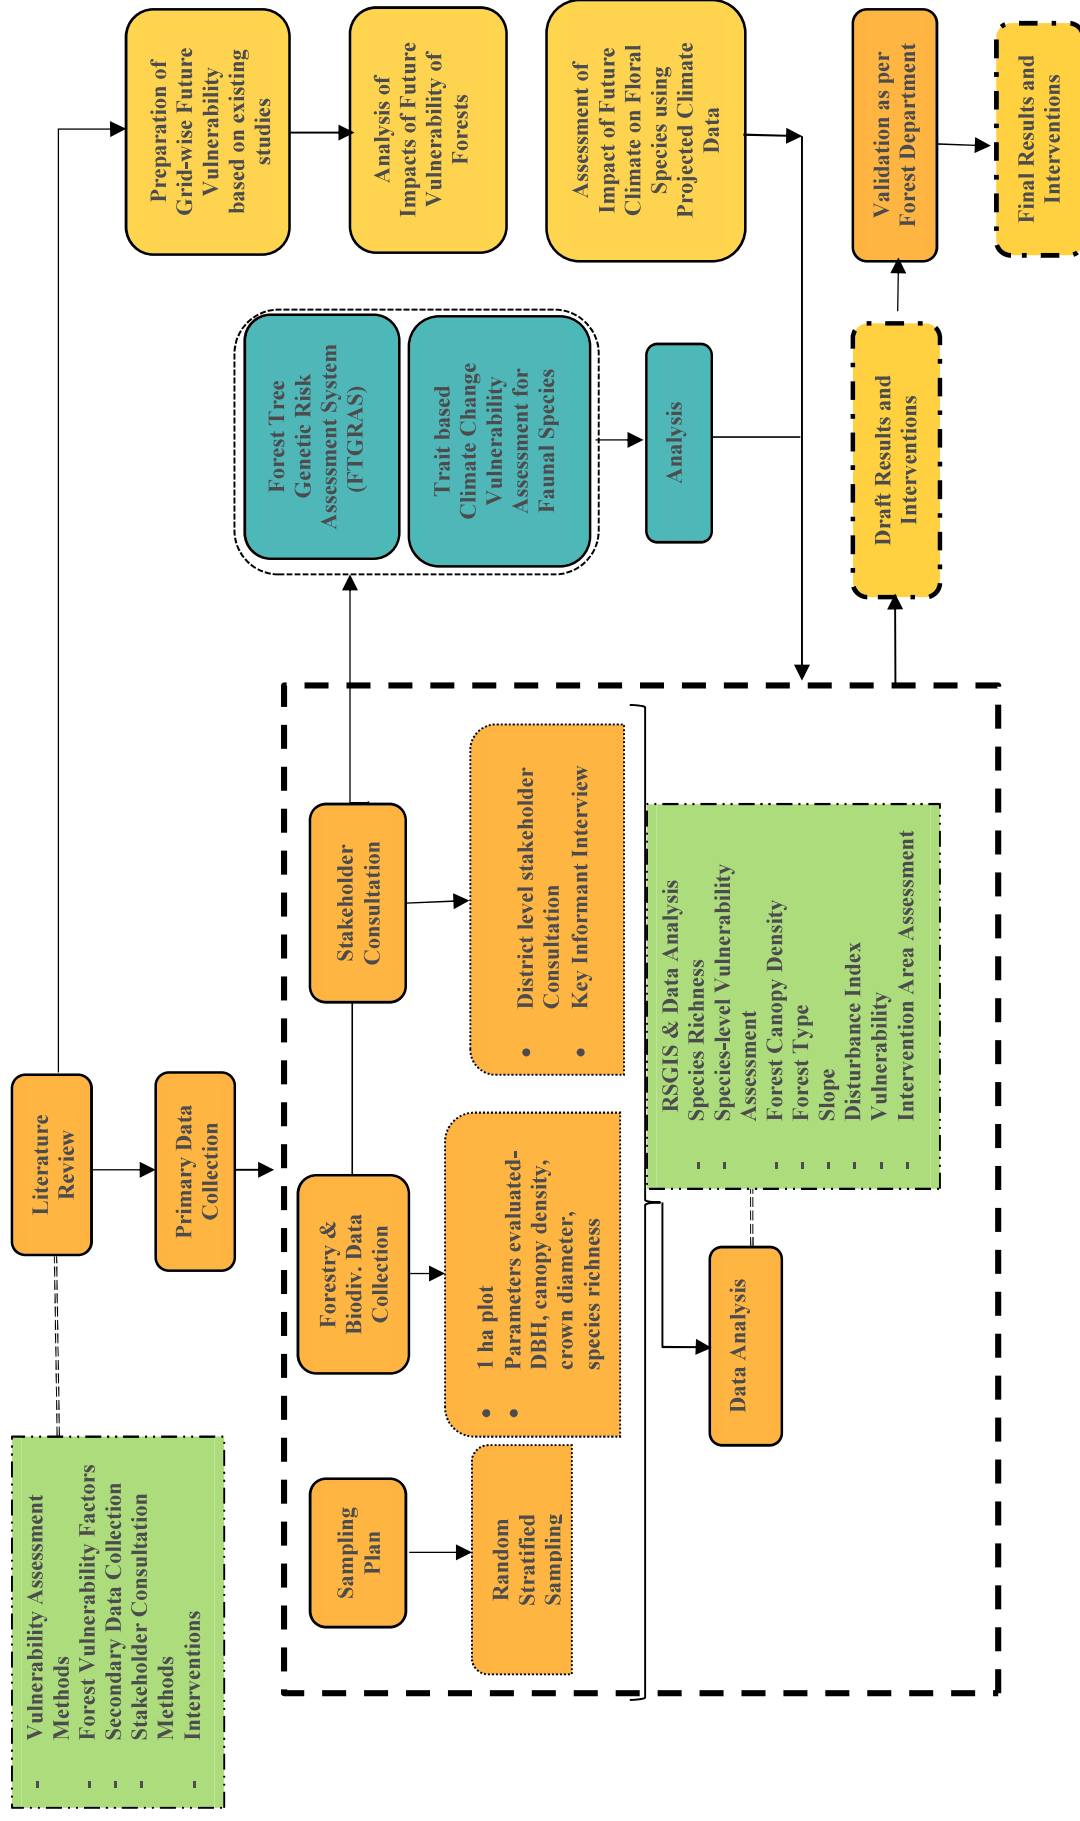 - Vulnerability Assessment
Methods
- Forest Vulnerability Factors
- Secondary Data Collection
- Stakeholder Consultation
Methods
- Interventions
Literature
Review
Primary Data
Collection
Preparation of
Grid-wise Future
Vulnerability
based on existing
studies
Analysis of
Impacts of Future
Vulnerability of
Forests
Assessment of
Impact of Future
Climate on Floral
Species using
Projected Climate
Data
Forest Tree
Genetic Risk
Assessment System
(FTGRAS)
Trait based
Climate Change
Vulnerability
Assessment for
Faunal Species
Analysis
Sampling
Plan
Random
Stratified
Sampling
Forestry &
Biodiv. Data
Collection
• 1 ha plot
• Parameters evaluated-
DBH, canopy density,
crown diameter,
species richness
Stakeholder
Consultation
• District level stakeholder
Consultation
• Key Informant Interview
Data Analysis
RSGIS & Data Analysis
- Species Richness
- Species-level Vulnerability
Assessment
- Forest Canopy Density
- Forest Type
- Slope
- Disturbance Index
- Vulnerability
- Intervention Area Assessment
Draft Results and
Interventions
Validation as per
Forest Department
Final Results and
Interventions